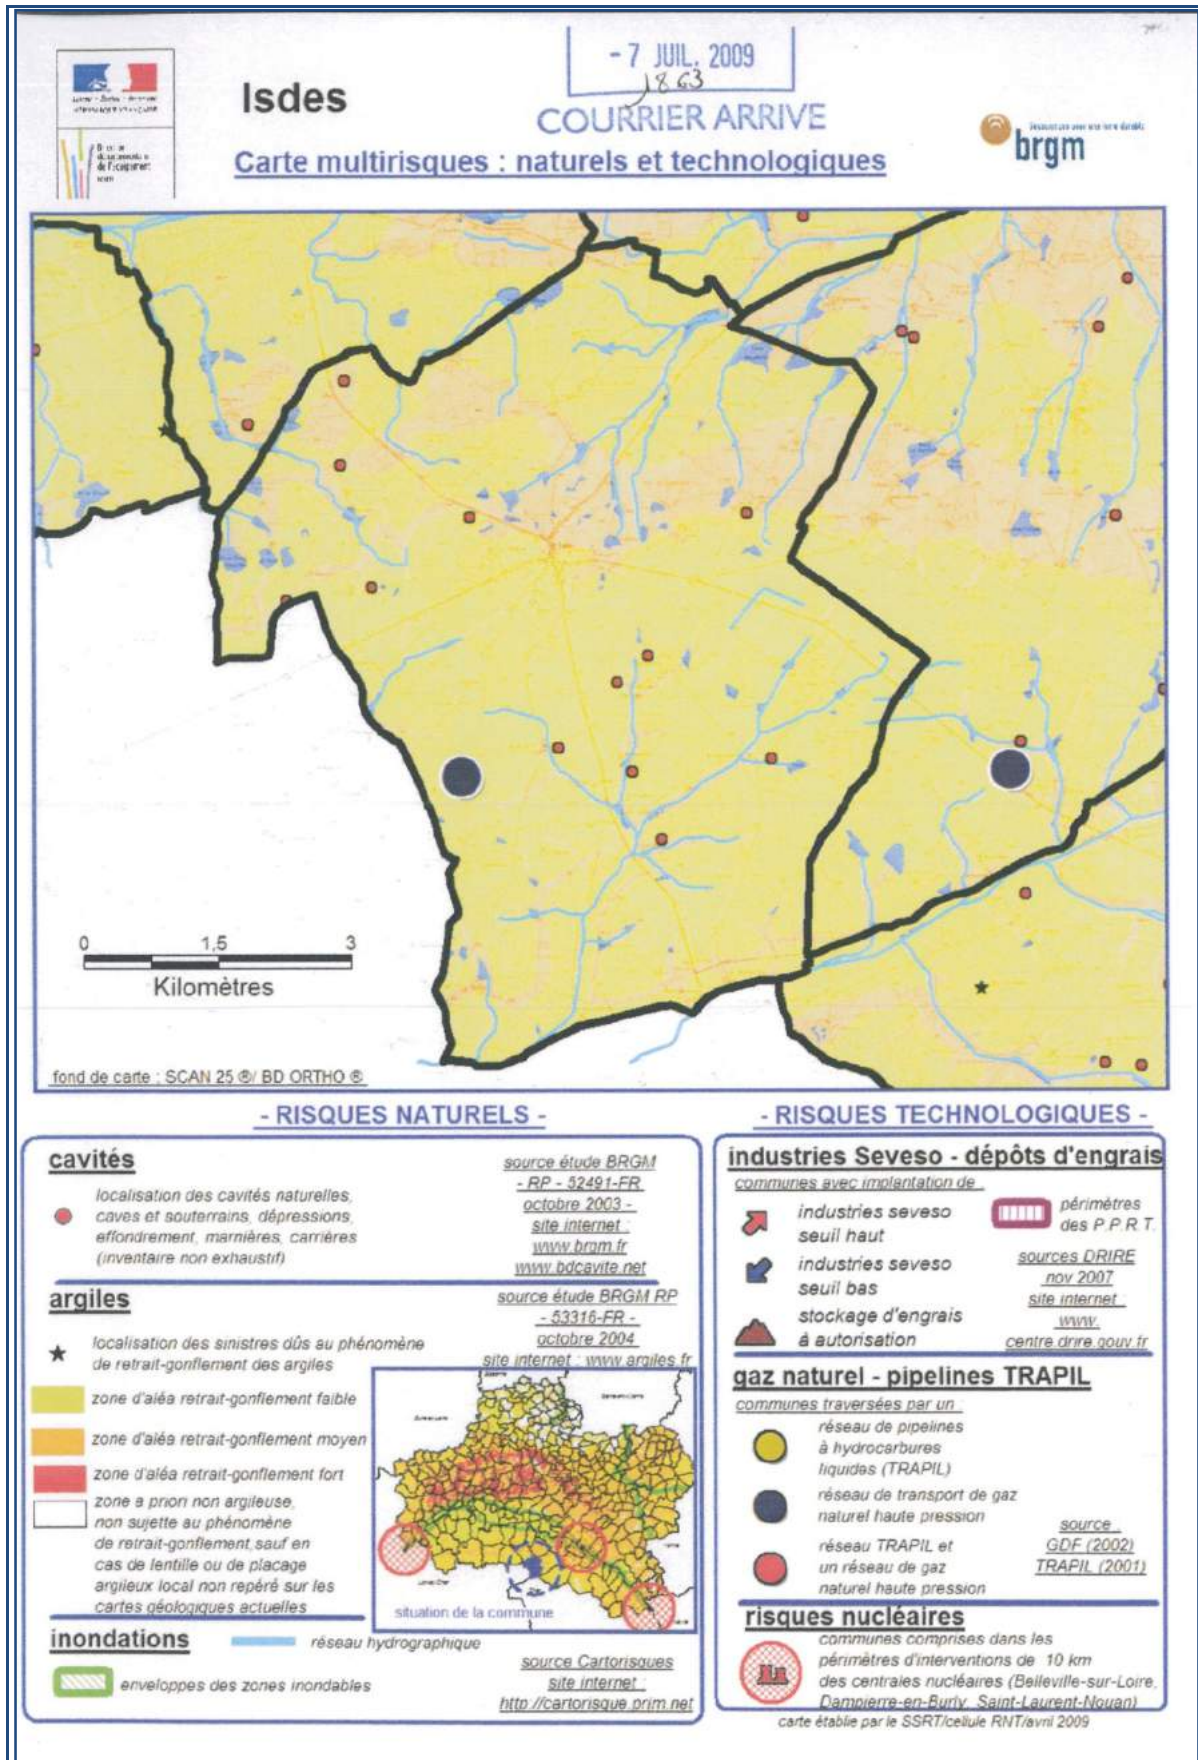 - 7 JUIL. 2009
1863
COURRIER ARRIVE
Isdes
Carte multirisques : naturels et technologiques
brgm
0 1,5 3
Kilomètres
fond de carte : SCAN 25 ®/ BD ORTHO ®
- RISQUES NATURELS -
cavités
localisation des cavités naturelles,
caves et souterrains, dépressions,
effondrement, marnières, carrières
(inventaire non exhaustif)
source étude BRGM
- RP - 52491-FR
octobre 2003 -
site internet :
www.brgm.fr
www.bdcavite.net
argiles
source étude BRGM RP
- 53316-FR -
octobre 2004
site internet : www.argiles.fr
localisation des sinistres dûs au phénomène
de retrait-gonflement des argiles
zone d'aléa retrait-gonflement faible
zone d'aléa retrait-gonflement moyen
zone d'aléa retrait-gonflement fort
zone a priori non argileuse,
non sujette au phénomène
de retrait-gonflement sauf en
cas de lentille ou de placage
argileux local non repéré sur les
cartes géologiques actuelles
situation de la commune
inondations
réseau hydrographique
enveloppes des zones inondables
source Cartorisques
site internet :
http://cartorisque.prim.net
- RISQUES TECHNOLOGIQUES -
industries Seveso - dépôts d'engrais
communes avec implantation de :
industries seveso
seuil haut
industries seveso
seuil bas
stockage d'engrais
à autorisation
périmètres
des P.P.R.T.
sources DRIRE
nov 2007
site internet :
www.
centre.drire.gouv.fr
gaz naturel - pipelines TRAPIL
communes traversées par un :
réseau de pipelines
à hydrocarbures
liquides (TRAPIL)
réseau de transport de gaz
naturel haute pression
réseau TRAPIL et
un réseau de gaz
naturel haute pression
source :
GDF (2002)
TRAPIL (2001)
risques nucléaires
communes comprises dans les
périmètres d'interventions de 10 km
des centrales nucléaires (Belleville-sur-Loire,
Dampierre-en-Burly, Saint-Laurent-Nouan)
carte établie par le SSRT/cellule RNT/avril 2009